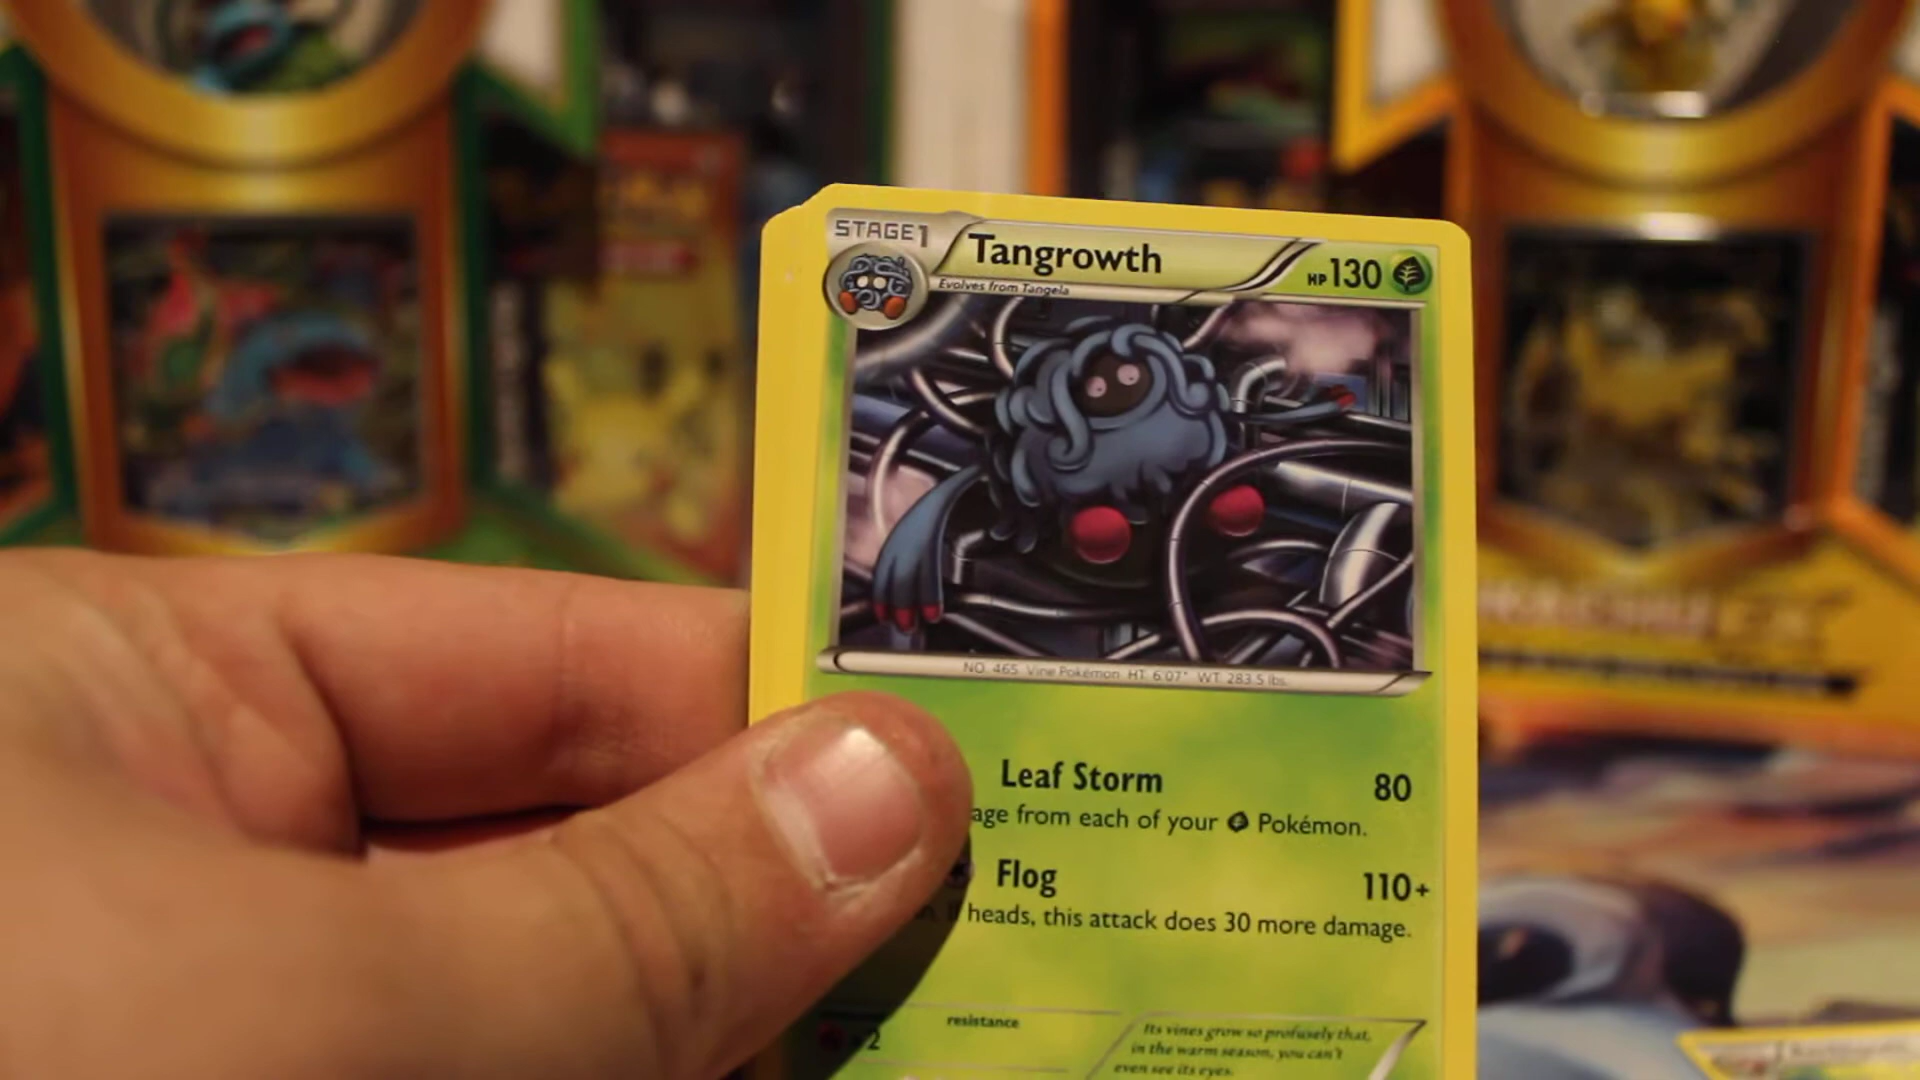 STAGE1
Tangrowth
HP130
Evolves from Tangela
NO. 465 Vine Pokémon HT: 6'07" WT: 283.5 lbs.
Leaf Storm 80
age from each of your Pokémon.
Flog 110+
heads, this attack does 30 more damage.
resistance
2
Its vines grow so profusely that,
in the warm season, you can't
even see its eyes.